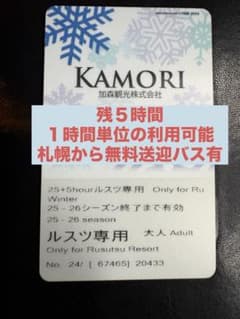 KAMORI
加森観光株式会社
残５時間
１時間単位の利用可能
札幌から無料送迎バス有
25+5hourルスツ専用 Only for Ru
Winter
25 - 26シーズン終了まで有効
25 - 26 season
ルスツ専用 大人 Adult
Only for Rusutsu Resort
No. 24/ [ 67465] 20433